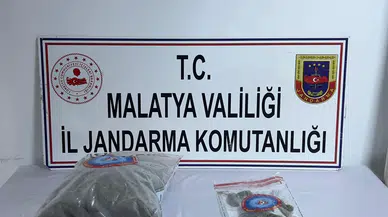 T.C.
MALATYA VALİLİĞİ
İL JANDARMA KOMUTANLIĞI